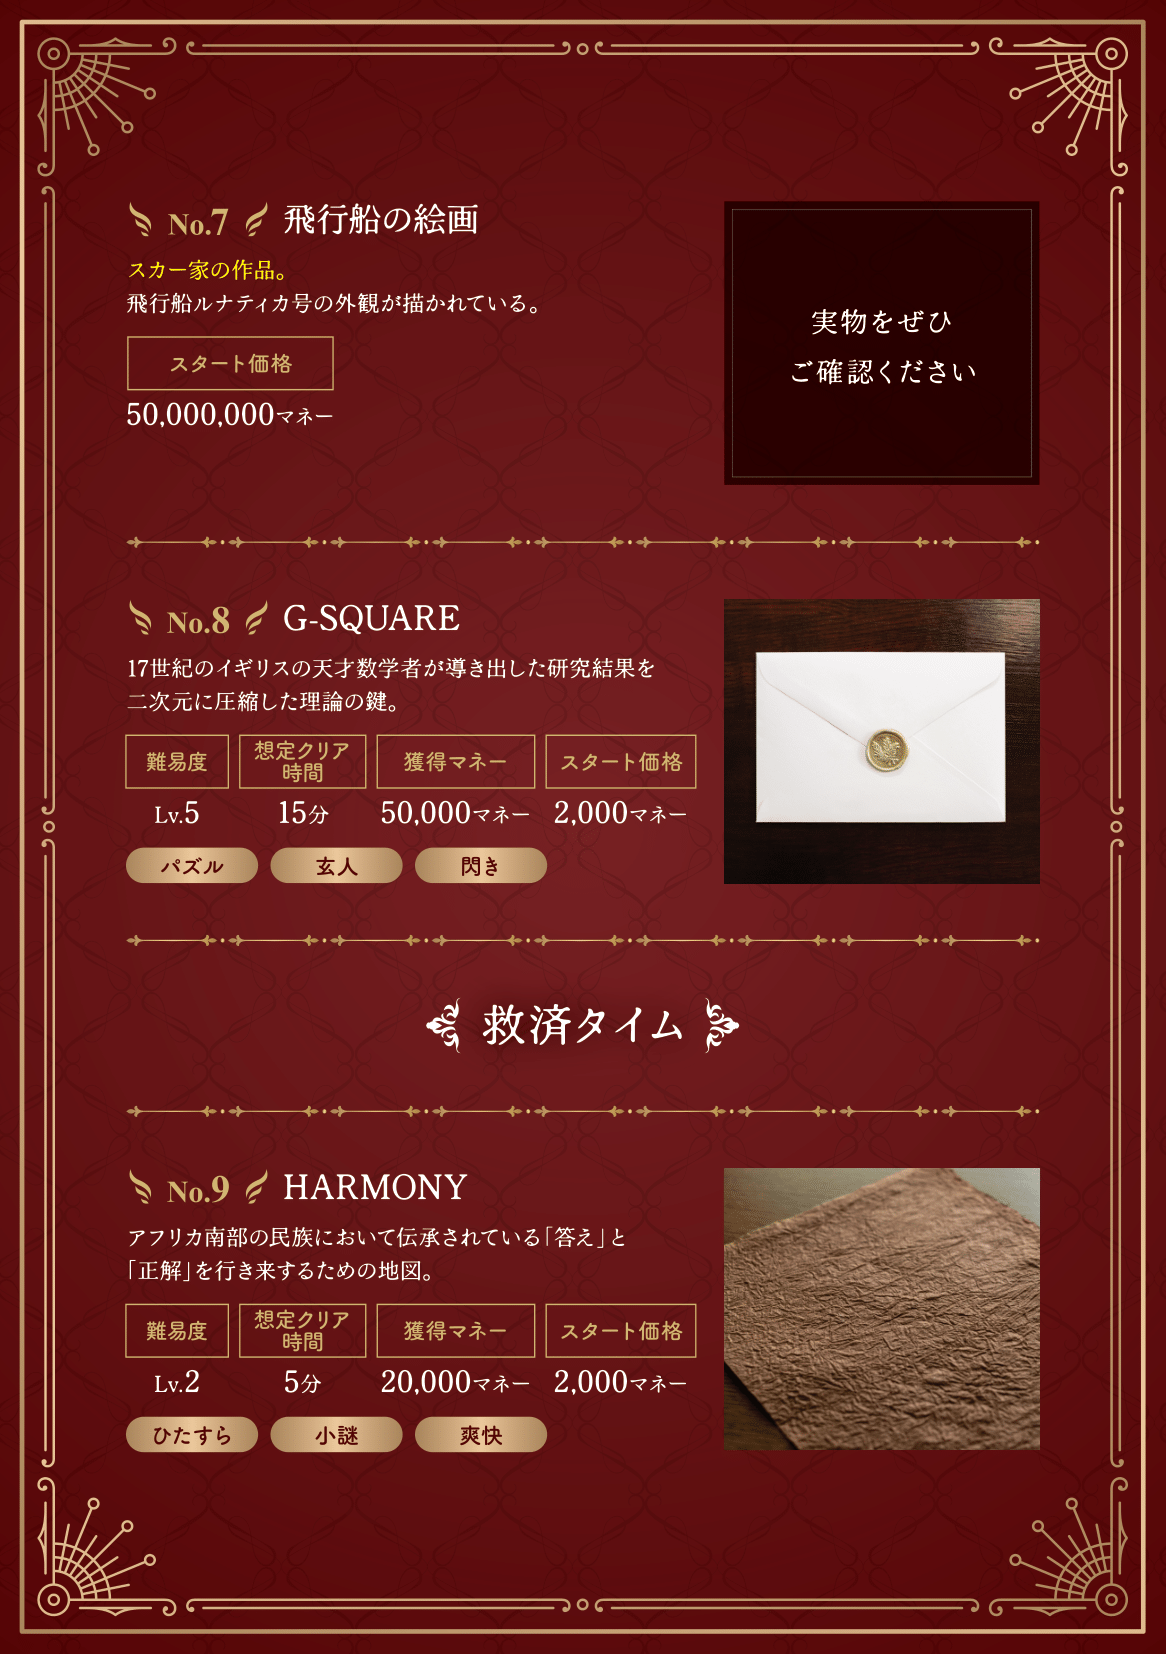 No.7 飛行船の絵画
スカー家の作品。
飛行船ルナティカ号の外観が描かれている。
スタート価格
50,000,000マネー
実物をぜひ
ご確認ください
No.8 G-SQUARE
17世紀のイギリスの天才数学者が導き出した研究結果を
二次元に圧縮した理論の鍵。
難易度
想定クリア
時間
獲得マネー
スタート価格
Lv.5
15分
50,000マネー
2,000マネー
パズル
玄人
閃き
救済タイム
No.9 HARMONY
アフリカ南部の民族において伝承されている「答え」と
「正解」を行き来するための地図。
難易度
想定クリア
時間
獲得マネー
スタート価格
Lv.2
5分
20,000マネー
2,000マネー
ひたすら
小謎
爽快